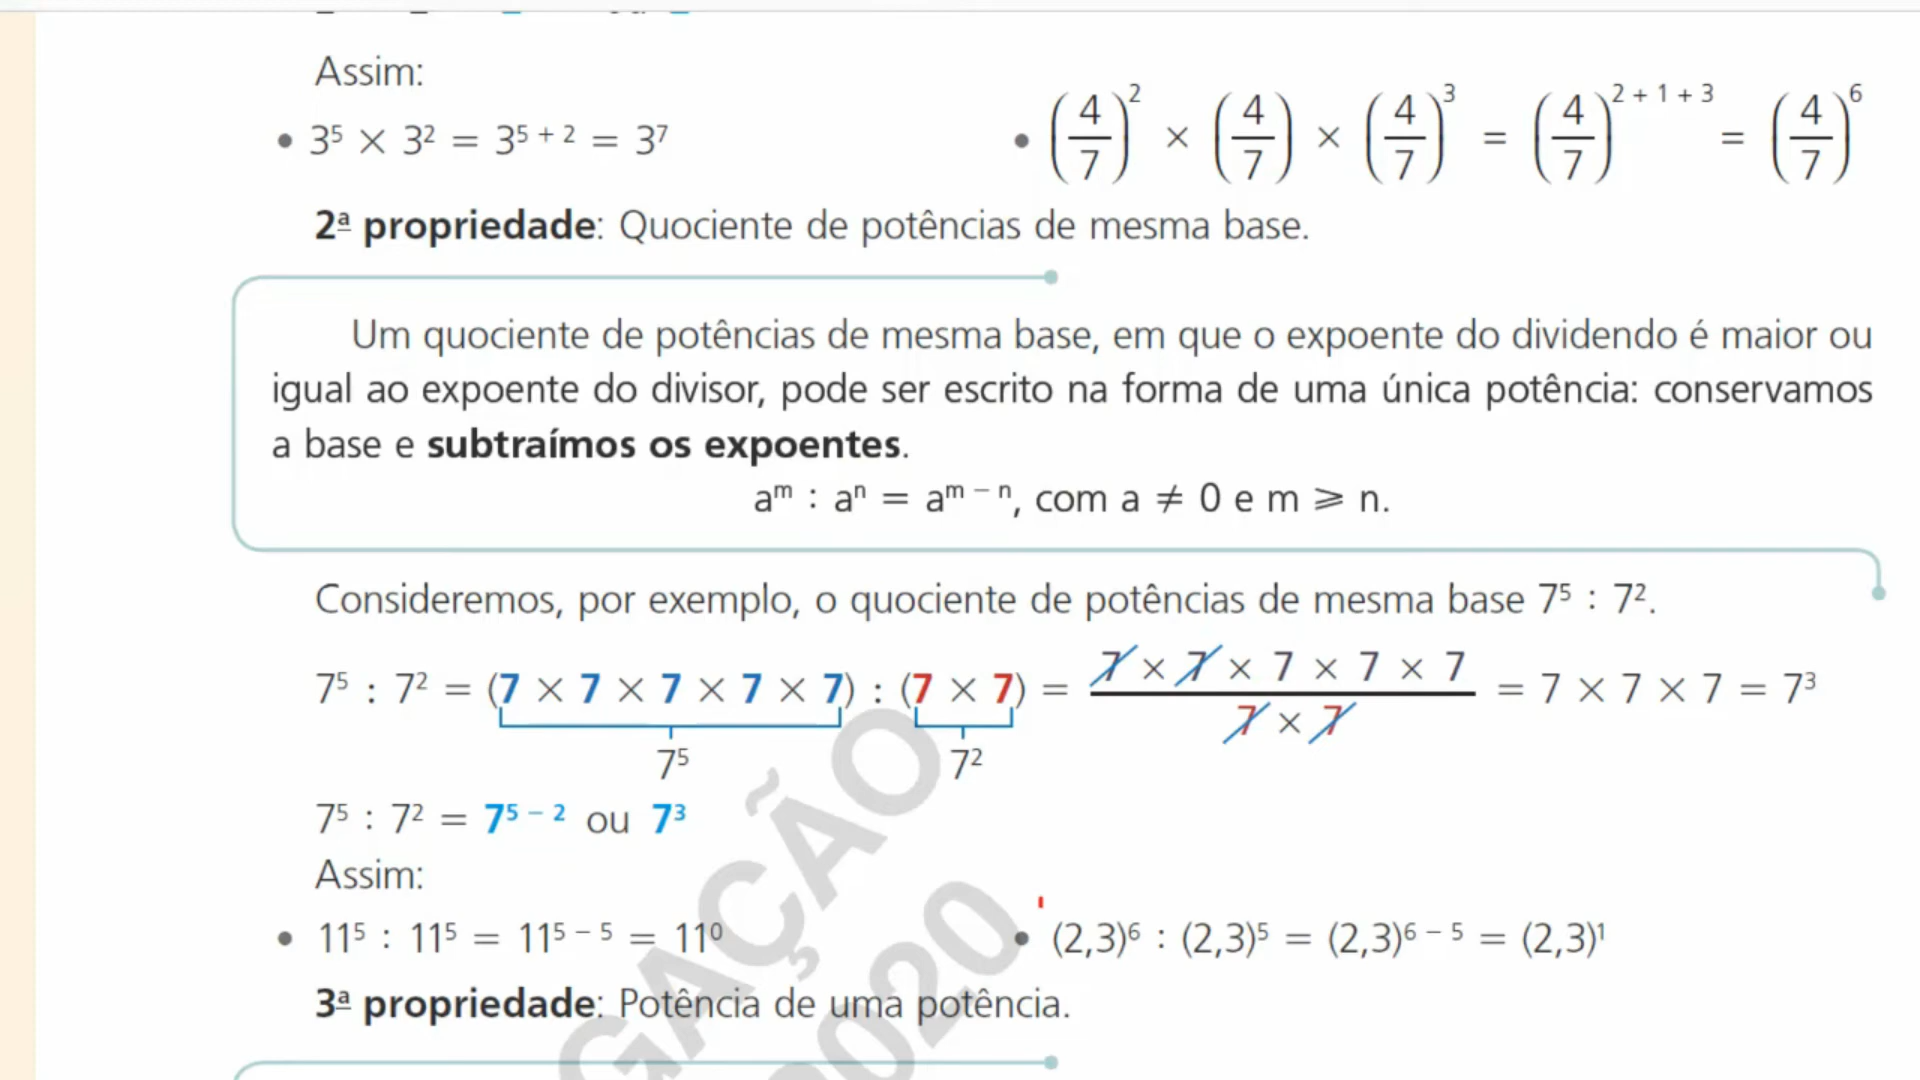 Assim:
• 3⁵ × 3² = 3⁵ ⁺ ² = 3⁷
• (4/7)² × (4/7) × (4/7)³ = (4/7)² ⁺ ¹ ⁺ ³ = (4/7)⁶
2ª propriedade: Quociente de potências de mesma base.
Um quociente de potências de mesma base, em que o expoente do dividendo é maior ou
igual ao expoente do divisor, pode ser escrito na forma de uma única potência: conservamos
a base e subtraímos os expoentes.
aᵐ : aⁿ = aᵐ ⁻ ⁿ, com a ≠ 0 e m ⩾ n.
Consideremos, por exemplo, o quociente de potências de mesma base 7⁵ : 7².
7⁵ : 7² = (7 × 7 × 7 × 7 × 7) : (7 × 7) = (7 × 7 × 7 × 7 × 7)/(7 × 7) = 7 × 7 × 7 = 7³
7⁵ 7²
7⁵ : 7² = 7⁵ ⁻ ² ou 7³
Assim:
• 11⁵ : 11⁵ = 11⁵ ⁻ ⁵ = 11⁰
• (2,3)⁶ : (2,3)⁵ = (2,3)⁶ ⁻ ⁵ = (2,3)¹
3ª propriedade: Potência de uma potência.